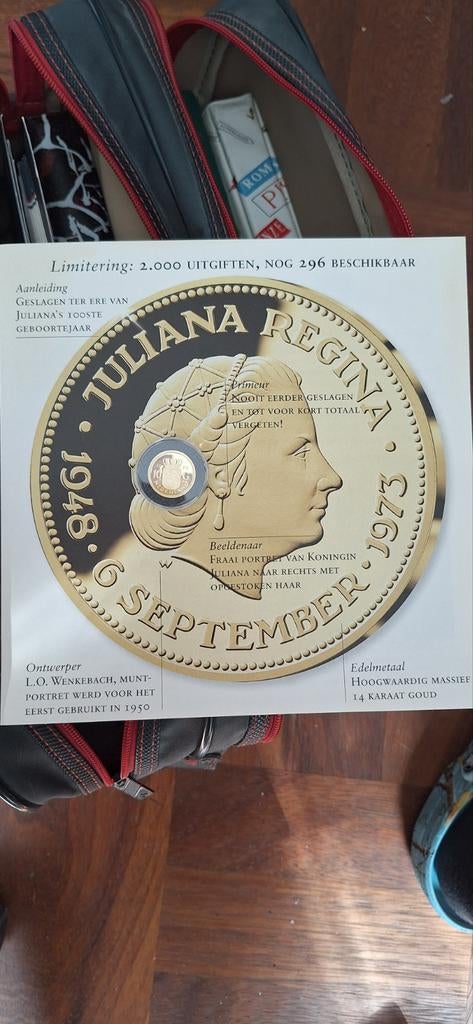 ROM
PR
Limitering: 2.000 UITGIFTEN, NOG 296 BESCHIKBAAR
Aanleiding
GESLAGEN TER ERE VAN
JULIANA'S 100STE
GEBOORTEJAAR
JULIANA REGINA
Primeur
NOOIT EERDER GESLAGEN
EN TOT VOOR KORT TOTAAL
VERGETEN!
1948 · 6 SEPTEMBER · 1973 ·
Beeldenaar
FRAAI PORTRET VAN KONINGIN
JULIANA NAAR RECHTS MET
OPGESTOKEN HAAR
W
Ontwerper
L.O. WENKEBACH, MUNT-
PORTRET WERD VOOR HET
EERST GEBRUIKT IN 1950
Edelmetaal
HOOGWAARDIG MASSIEF
14 KARAAT GOUD